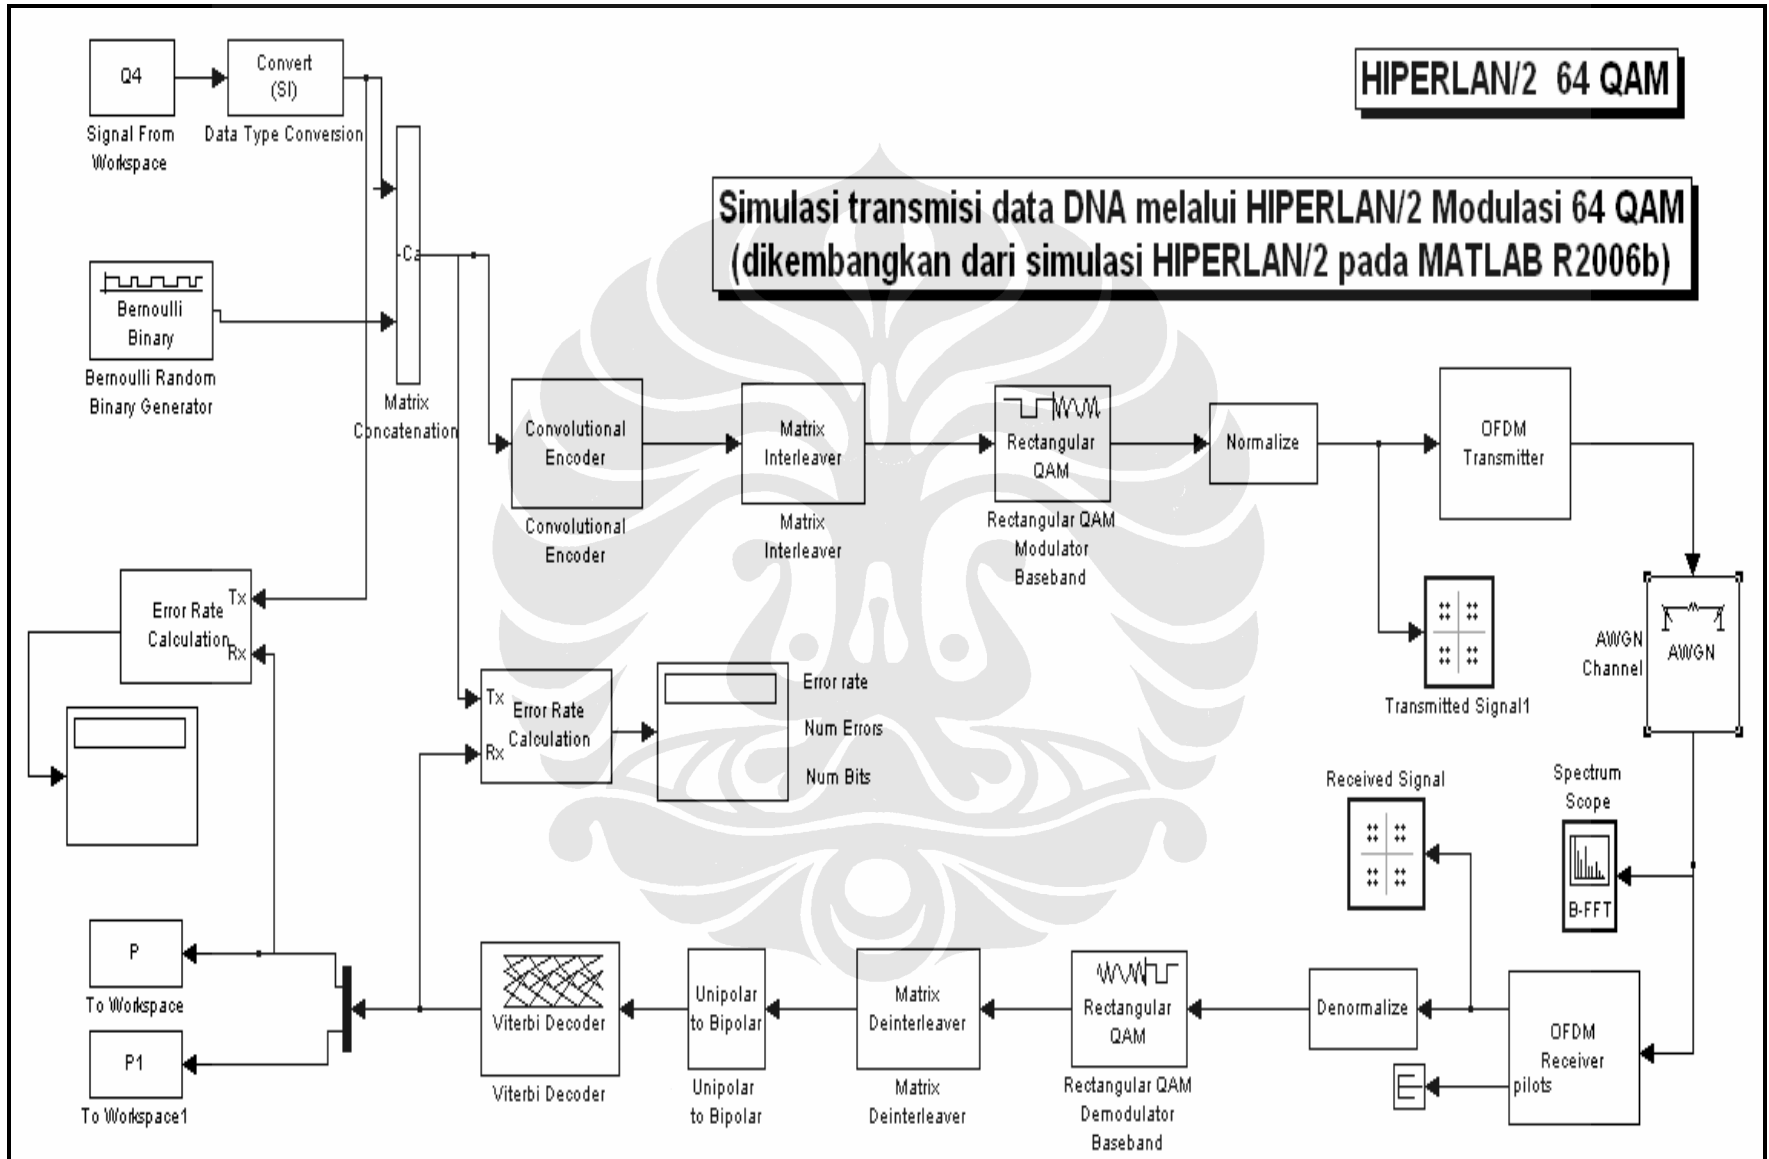 Q4
Signal From
Workspace
Convert
(SI)
Data Type Conversion
HIPERLAN/2 64 QAM
Simulasi transmisi data DNA melalui HIPERLAN/2 Modulasi 64 QAM
(dikembangkan dari simulasi HIPERLAN/2 pada MATLAB R2006b)
Bernoulli
Binary
Bernoulli Random
Binary Generator
Ca
Matrix
Concatenation
Convolutional
Encoder
Convolutional
Encoder
Matrix
Interleaver
Matrix
Interleaver
Rectangular
QAM
Rectangular QAM
Modulator
Baseband
Normalize
OFDM
Transmitter
Transmitted Signal1
AWGN
Channel
AWGN
Error Rate
Calculation
Tx
Rx
Tx
Rx
Error Rate
Calculation
Error rate
Num Errors
Num Bits
Received Signal
Spectrum
Scope
B-FFT
P
To Workspace
P1
To Workspace1
Viterbi Decoder
Viterbi Decoder
Unipolar
to Bipolar
Unipolar
to Bipolar
Matrix
Deinterleaver
Matrix
Deinterleaver
Rectangular
QAM
Rectangular QAM
Demodulator
Baseband
Denormalize
OFDM
Receiver
pilots